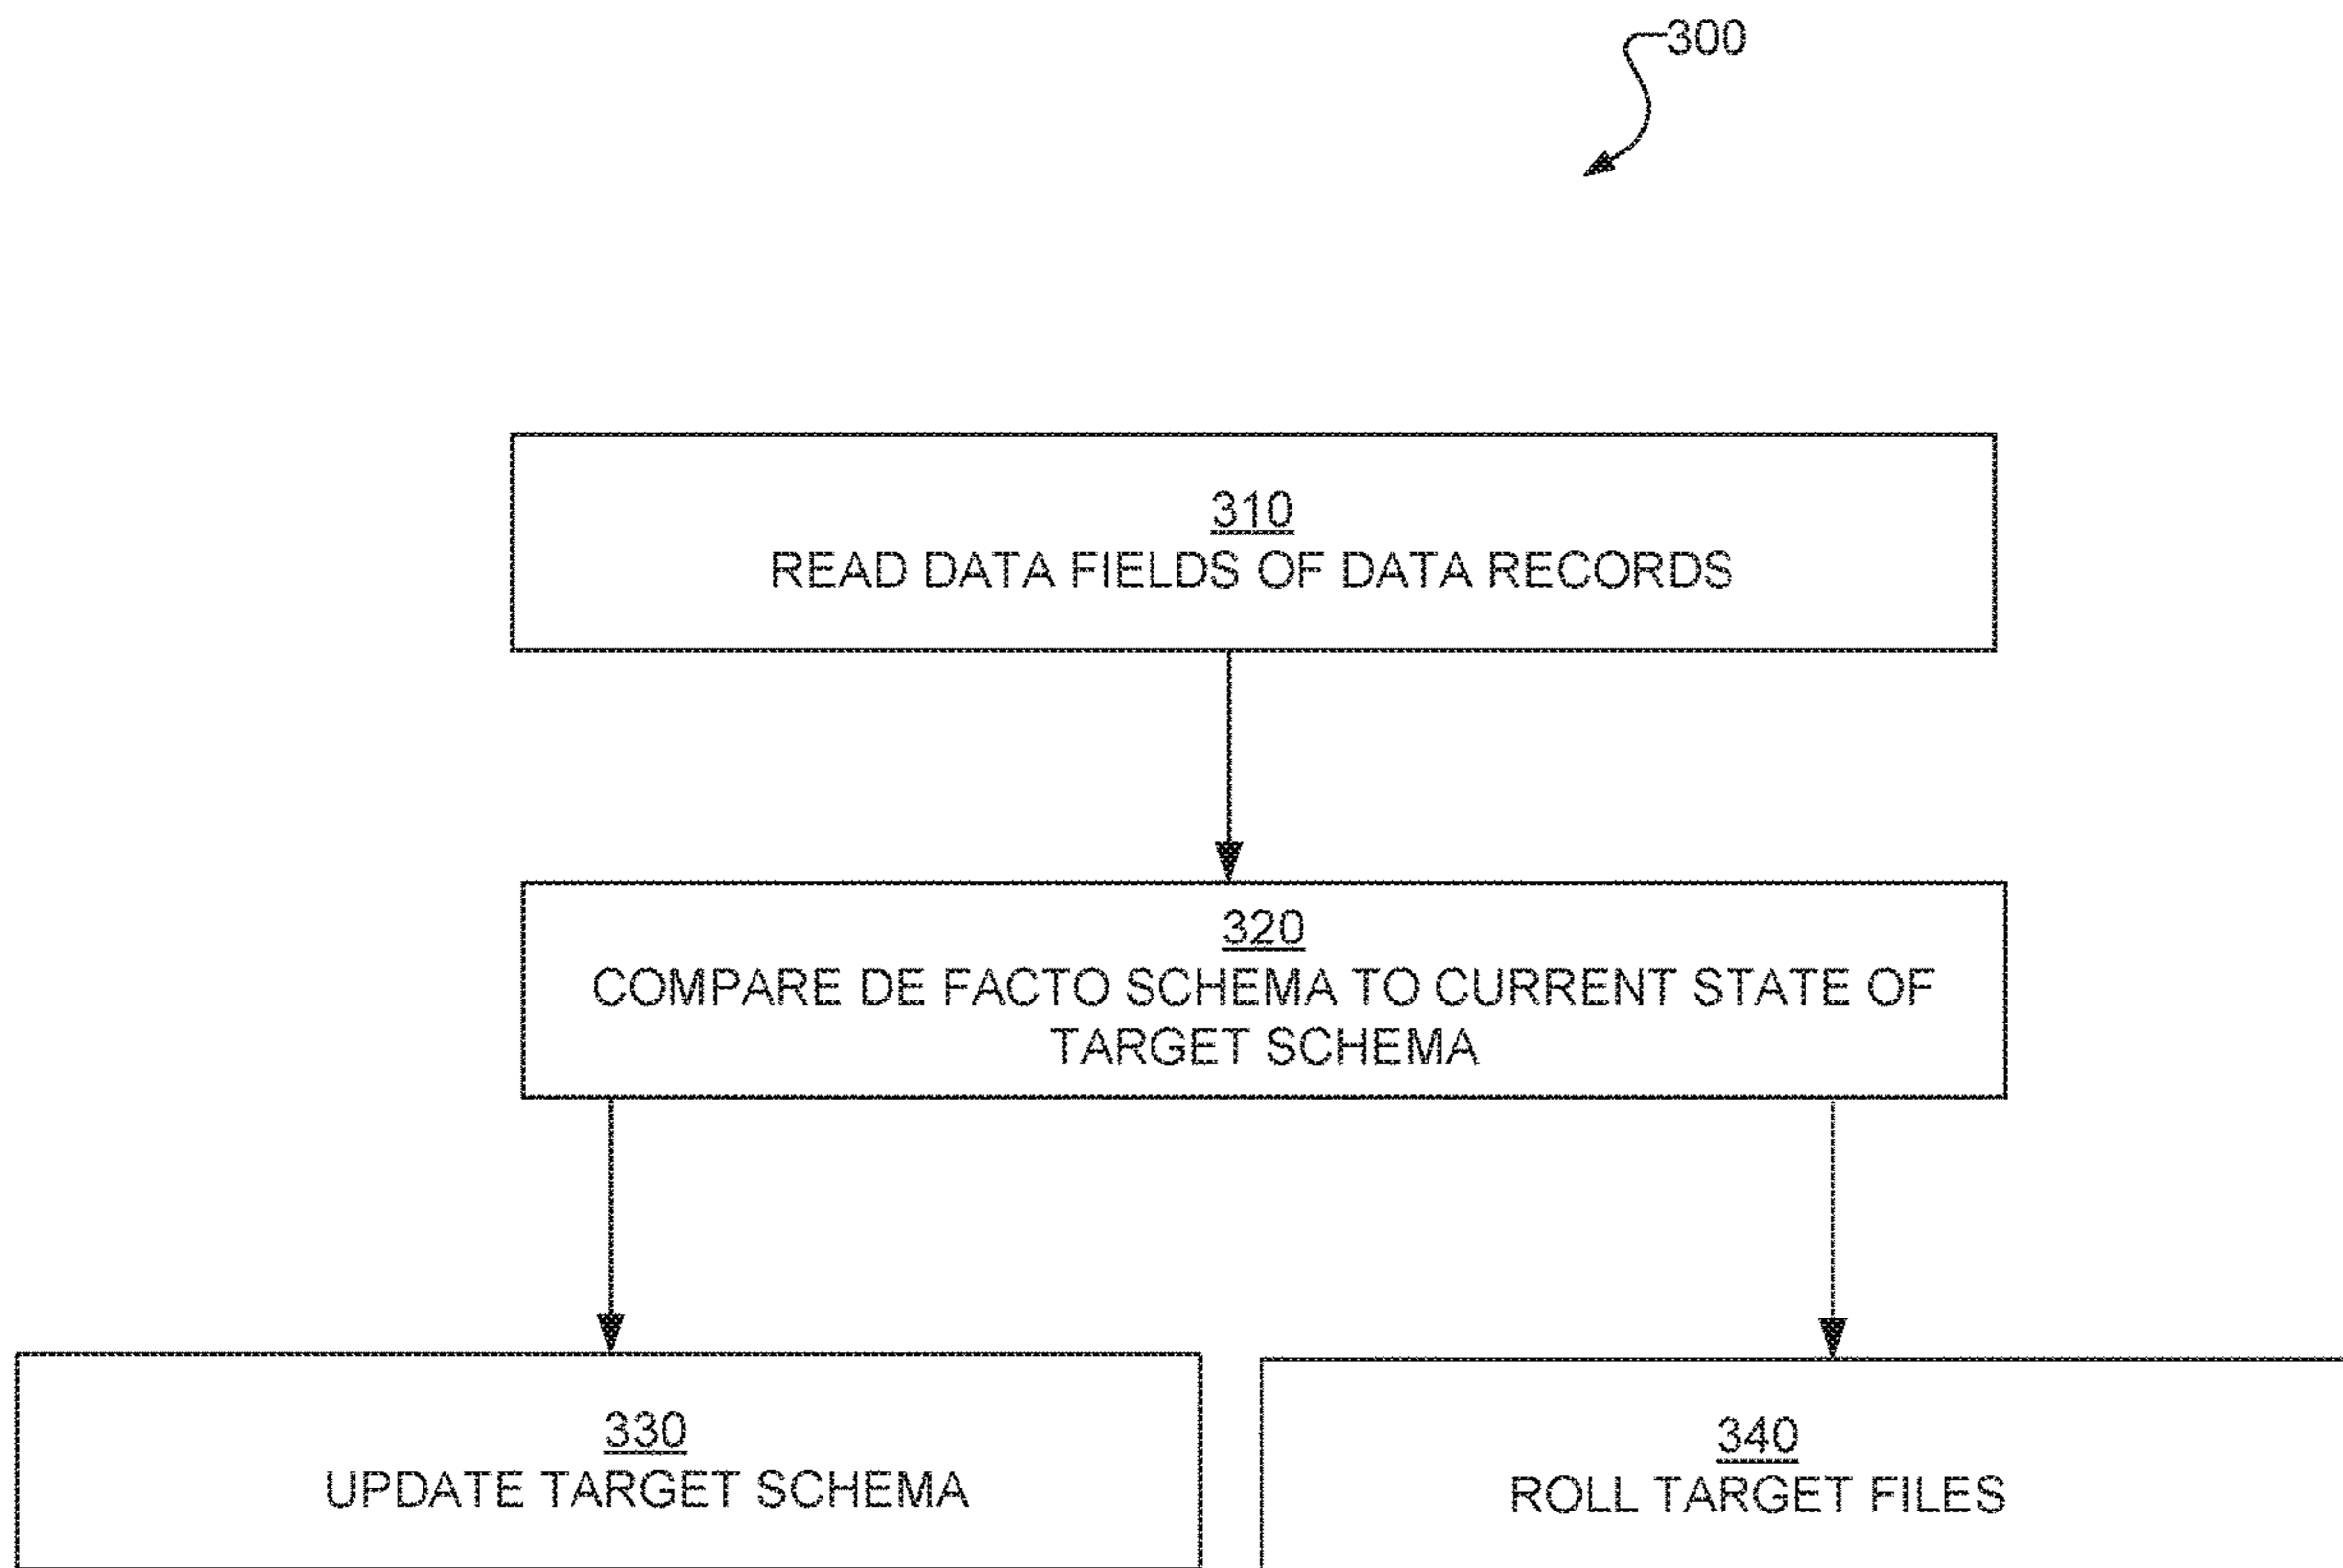 300
310
READ DATA FIELDS OF DATA RECORDS
320
COMPARE DE FACTO SCHEMA TO CURRENT STATE OF
TARGET SCHEMA
330
UPDATE TARGET SCHEMA
340
ROLL TARGET FILES